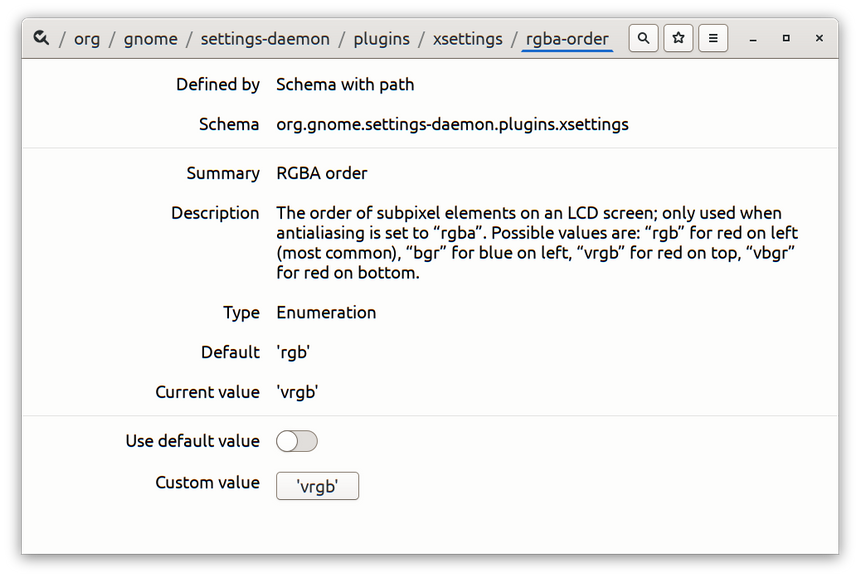 / org / gnome / settings-daemon / plugins / xsettings / rgba-order
Defined by Schema with path
Schema org.gnome.settings-daemon.plugins.xsettings
Summary RGBA order
Description The order of subpixel elements on an LCD screen; only used when
antialiasing is set to “rgba”. Possible values are: “rgb” for red on left
(most common), “bgr” for blue on left, “vrgb” for red on top, “vbgr”
for red on bottom.
Type Enumeration
Default 'rgb'
Current value 'vrgb'
Use default value
Custom value 'vrgb'